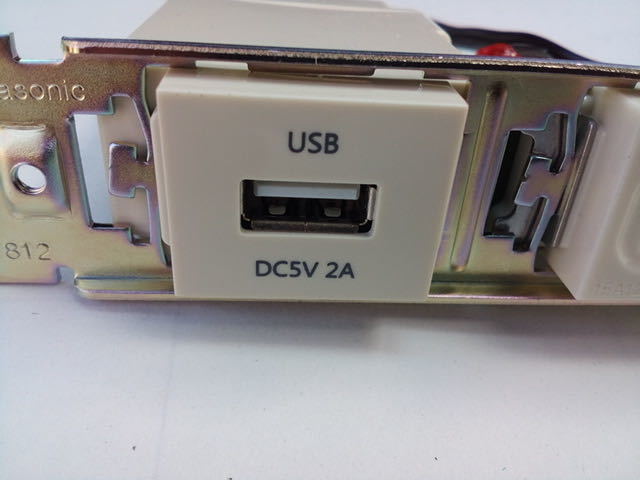 asonic
USB
DC5V 2A
812